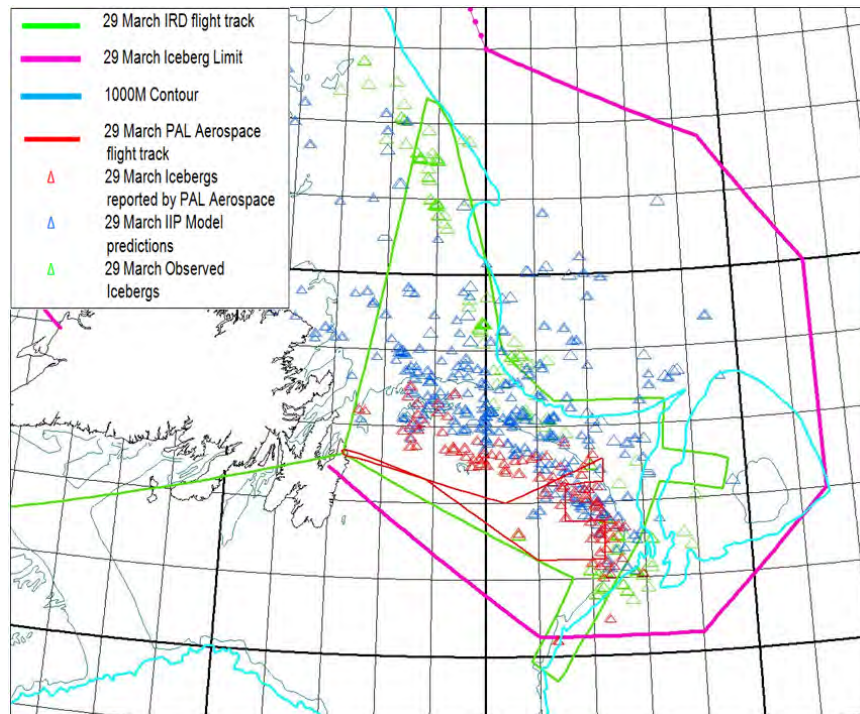 29 March IRD flight track
29 March Iceberg Limit
1000M Contour
29 March PAL Aerospace
flight track
29 March Icebergs
reported by PAL Aerospace
29 March IIP Model
predictions
29 March Observed
Icebergs